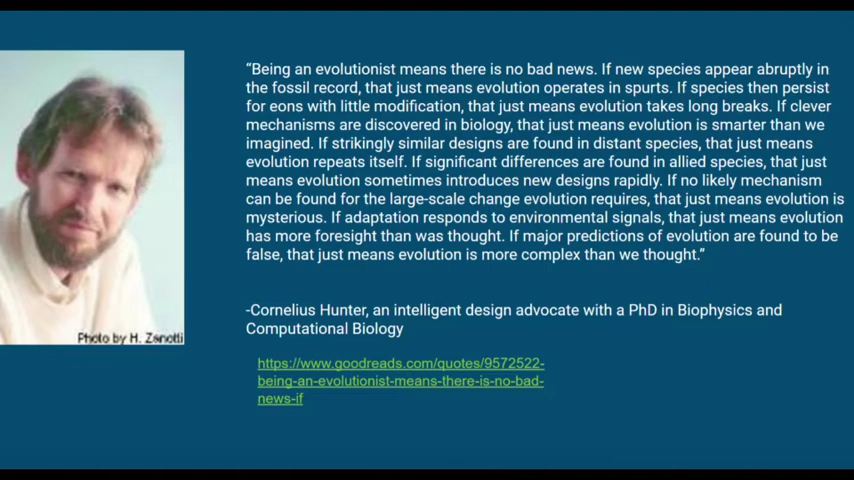 “Being an evolutionist means there is no bad news. If new species appear abruptly in
the fossil record, that just means evolution operates in spurts. If species then persist
for eons with little modification, that just means evolution takes long breaks. If clever
mechanisms are discovered in biology, that just means evolution is smarter than we
imagined. If strikingly similar designs are found in distant species, that just means
evolution repeats itself. If significant differences are found in allied species, that just
means evolution sometimes introduces new designs rapidly. If no likely mechanism
can be found for the large-scale change evolution requires, that just means evolution is
mysterious. If adaptation responds to environmental signals, that just means evolution
has more foresight than was thought. If major predictions of evolution are found to be
false, that just means evolution is more complex than we thought.”
-Cornelius Hunter, an intelligent design advocate with a PhD in Biophysics and
Computational Biology
https://www.goodreads.com/quotes/9572522-
being-an-evolutionist-means-there-is-no-bad-
news-if
Photo by H. Zenotti